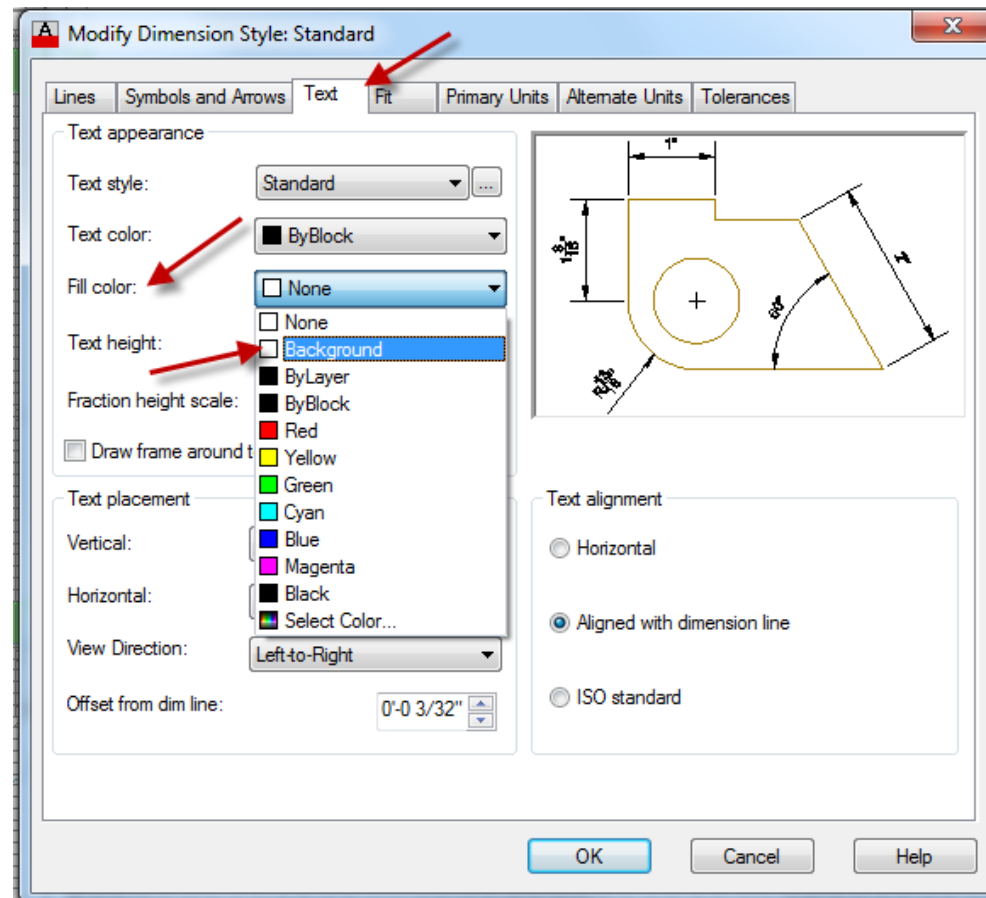 Modify Dimension Style: Standard
Lines Symbols and Arrows Text Fit Primary Units Alternate Units Tolerances
Text appearance
Text style: Standard ...
Text color: ByBlock
Fill color: None
None
Text height: Background
ByLayer
Fraction height scale: ByBlock
Red
Draw frame around t
Yellow
Green
Text placement
Cyan
Vertical: Blue
Magenta
Horizontal: Black
Select Color...
View Direction: Left-to-Right
Offset from dim line: 0'-0 3/32"
1"
60°
Text alignment
Horizontal
Aligned with dimension line
ISO standard
OK Cancel Help